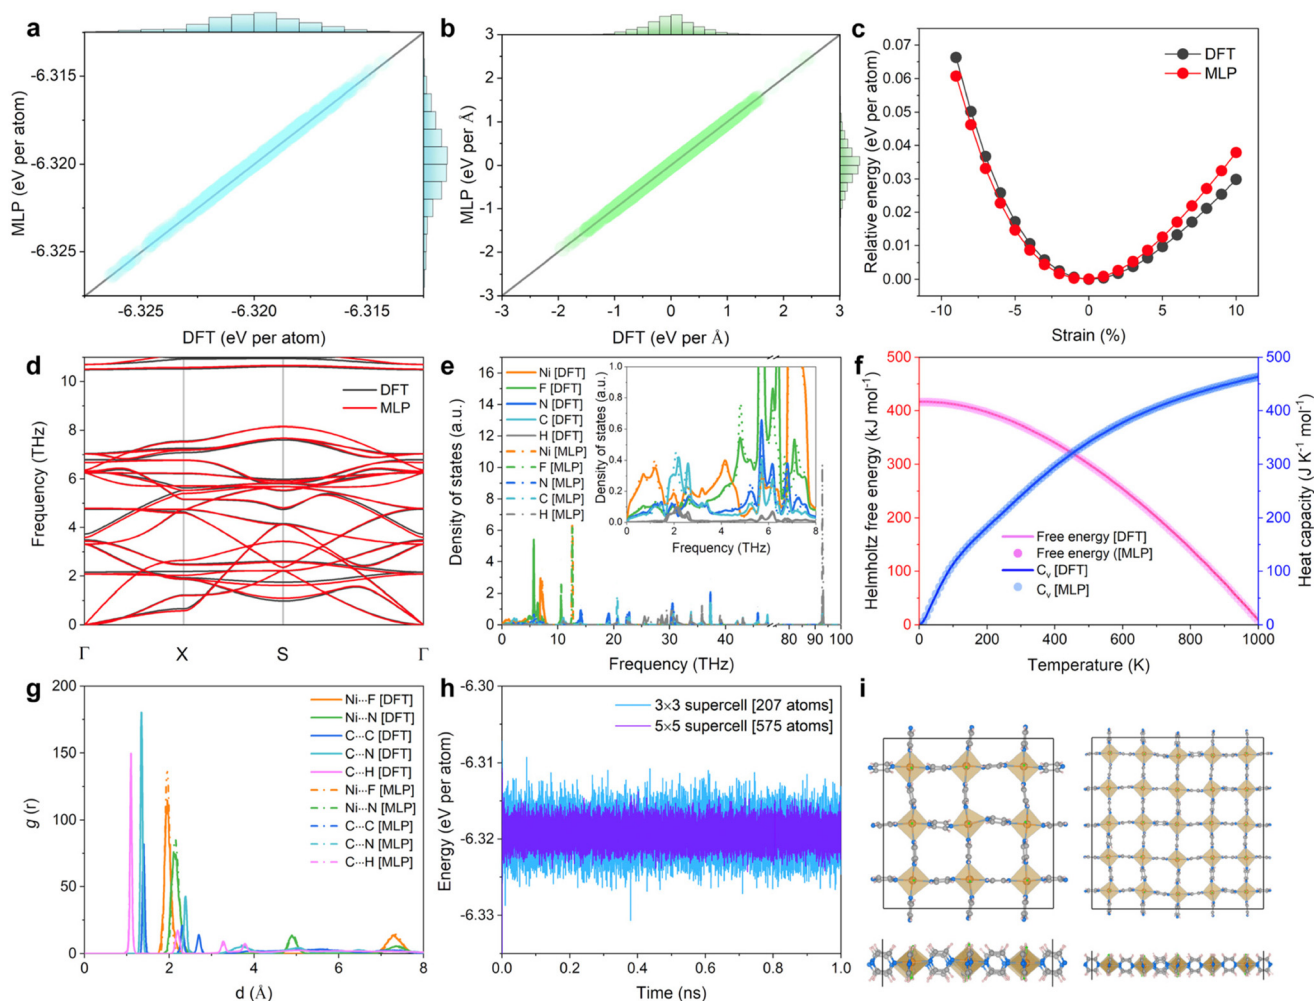 a
MLP (eV per atom)
-6.315
-6.320
-6.325
-6.325
-6.320
-6.315
DFT (eV per atom)
b
MLP (eV per Å)
3
2
1
0
-1
-2
-3
-3
-2
-1
0
1
2
3
DFT (eV per Å)
c
Relative energy (eV per atom)
0.07
0.06
0.05
0.04
0.03
0.02
0.01
0.00
DFT
MLP
-10
-5
0
5
10
Strain (%)
d
Frequency (THz)
10
8
6
4
2
0
DFT
MLP
Γ
X
S
Γ
e
Density of states (a.u.)
16
14
12
10
8
6
4
2
0
Ni [DFT]
F [DFT]
N [DFT]
C [DFT]
H [DFT]
Ni [MLP]
F [MLP]
N [MLP]
C [MLP]
H [MLP]
Density of states (a.u.)
1.0
0.8
0.6
0.4
0.2
0.0
0
2
4
6
8
Frequency (THz)
0
10
20
30
40
80
90
100
Frequency (THz)
f
Helmholtz free energy (kJ mol⁻¹)
500
400
300
200
100
0
Free energy [DFT]
Free energy ([MLP]
Cᵥ [DFT]
Cᵥ [MLP]
500
400
300
200
100
0
Heat capacity (J K⁻¹ mol⁻¹)
0
200
400
600
800
1000
Temperature (K)
g
g (r)
200
150
100
50
0
Ni···F [DFT]
Ni···N [DFT]
C···C [DFT]
C···N [DFT]
C···H [DFT]
Ni···F [MLP]
Ni···N [MLP]
C···C [MLP]
C···N [MLP]
C···H [MLP]
0
2
4
6
8
d (Å)
h
Energy (eV per atom)
-6.30
-6.31
-6.32
-6.33
3×3 supercell [207 atoms]
5×5 supercell [575 atoms]
0.0
0.2
0.4
0.6
0.8
1.0
Time (ns)
i